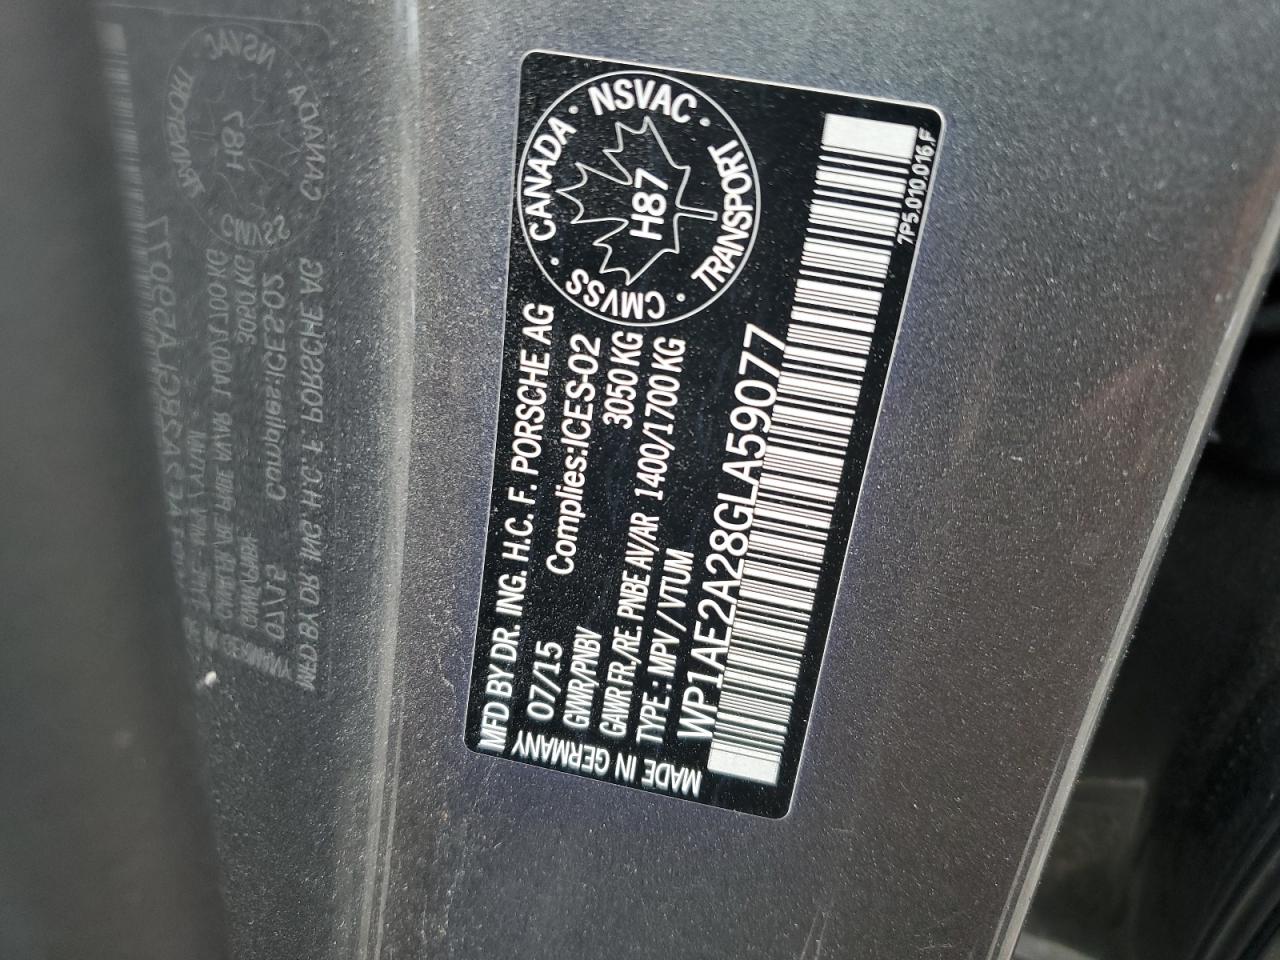 MFD BY DR. ING. H.C. F. PORSCHE AG
07/15 Complies:ICES-02
GVWR/PNBV 3050 KG
GAWR FR./RE. PNBE AV/AR 1400/1700 KG
TYPE: MPV / VTUM
WP1AE2A28GLA59077
MADE IN GERMANY
CANADA · NSVAC · TRANSPORT · CMVSS ·
H87
7P5.010.016.F